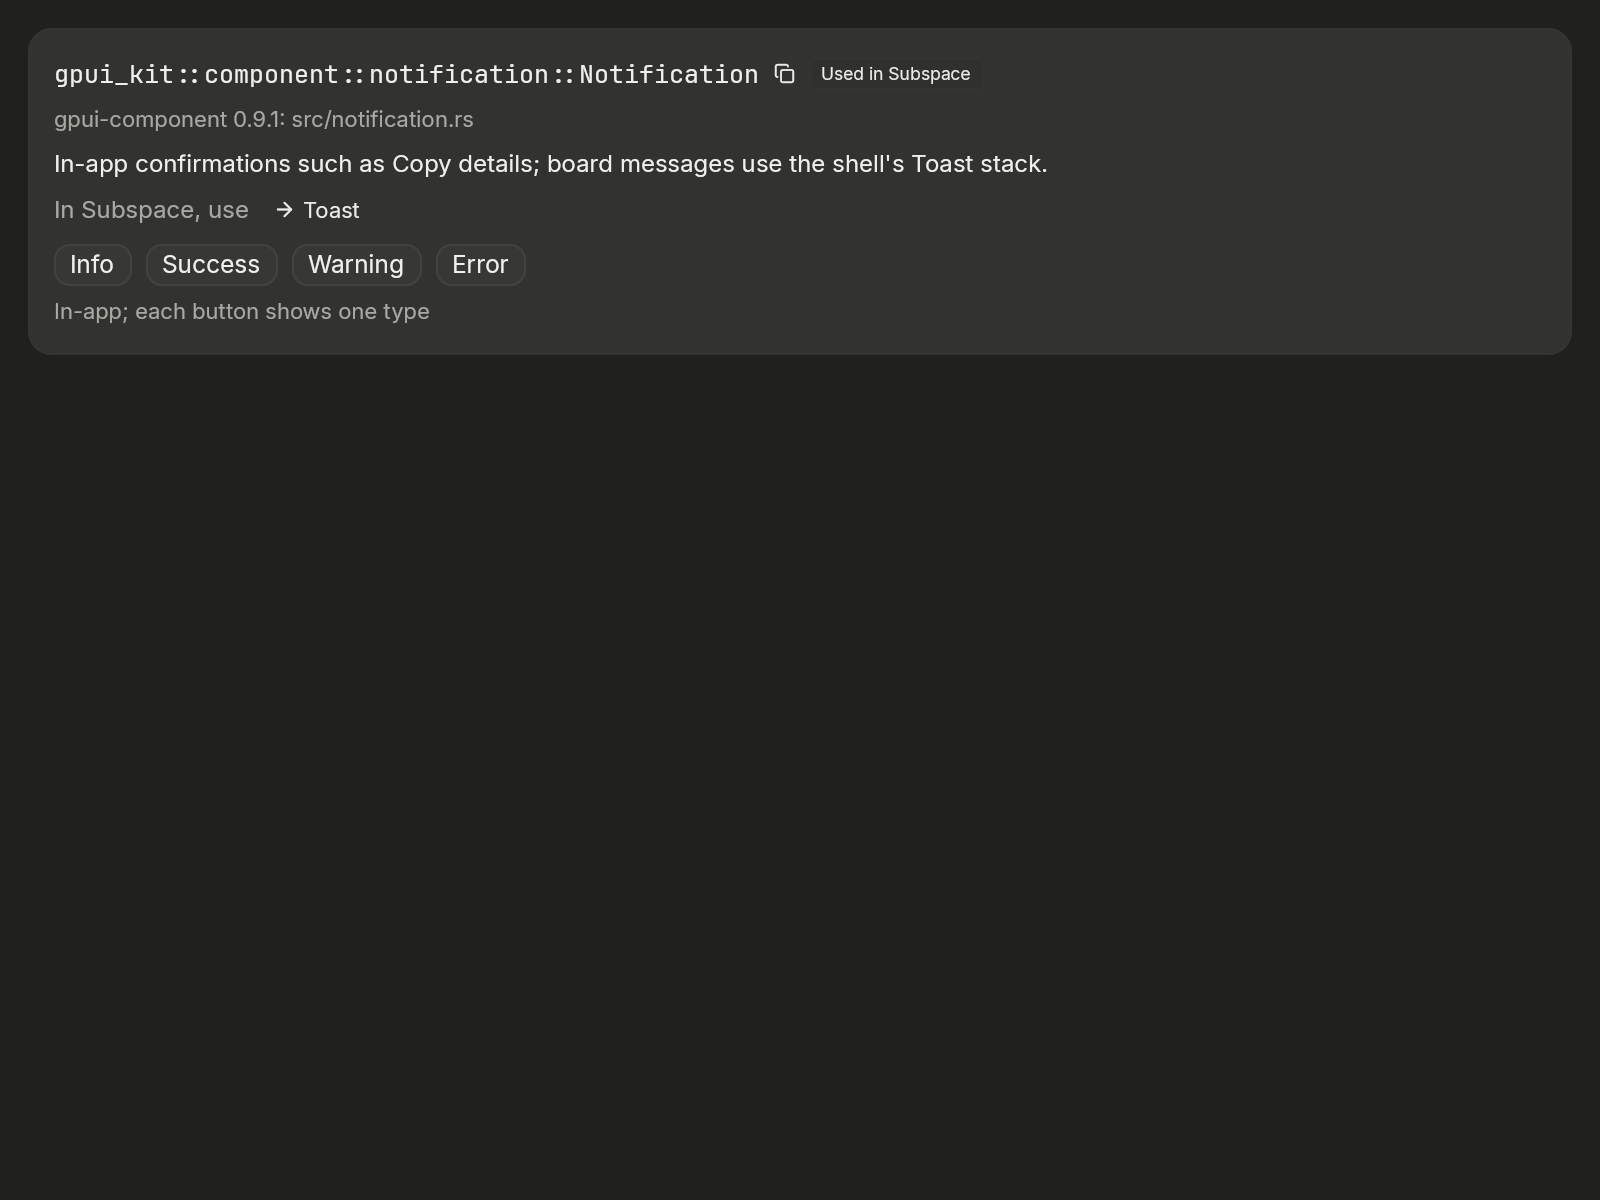 gpui_kit::component::notification::Notification Used in Subspace
gpui-component 0.9.1: src/notification.rs
In-app confirmations such as Copy details; board messages use the shell's Toast stack.
In Subspace, use → Toast
Info Success Warning Error
In-app; each button shows one type